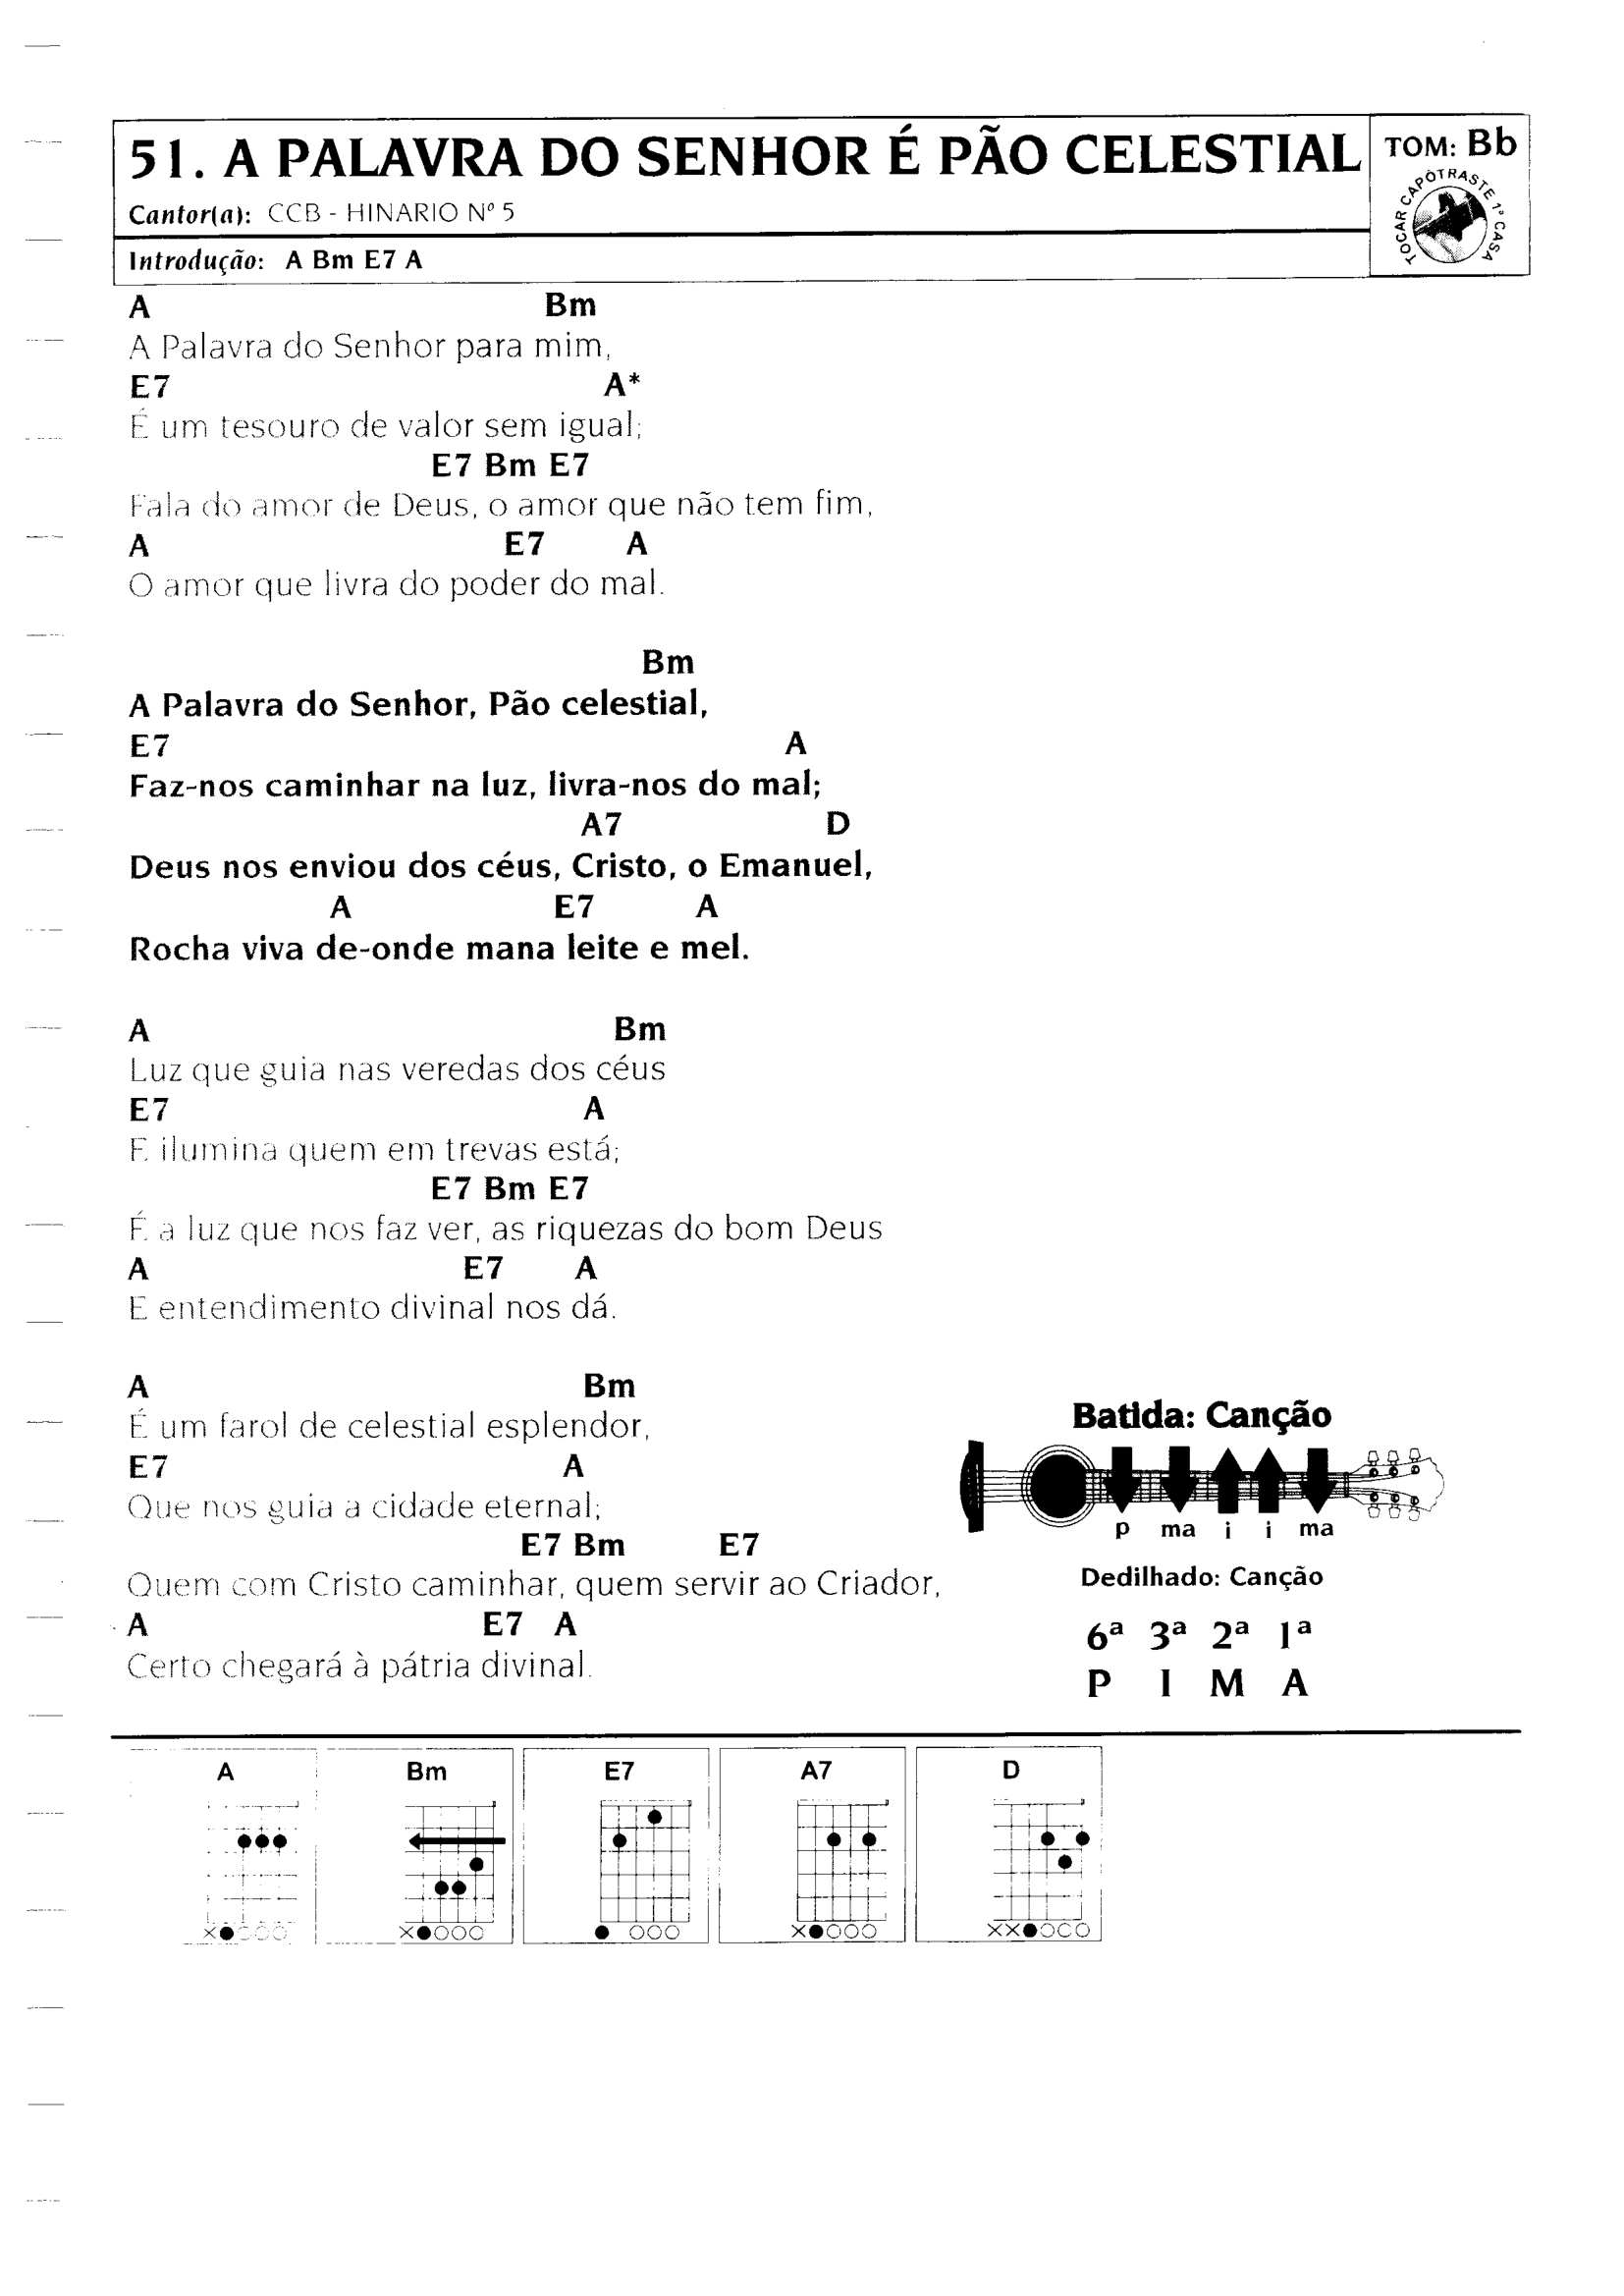 51. A PALAVRA DO SENHOR É PÃO CELESTIAL
TOM: Bb
Cantor(a): CCB - HINARIO Nº 5
TOCAR CAPÔTRASTE 1ª CASA
Introdução: A Bm E7 A
A Bm
A Palavra do Senhor para mim,
E7 A*
É um tesouro de valor sem igual;
E7 Bm E7
Fala do amor de Deus, o amor que não tem fim,
A E7 A
O amor que livra do poder do mal.
Bm
A Palavra do Senhor, Pão celestial,
E7 A
Faz-nos caminhar na luz, livra-nos do mal;
A7 D
Deus nos enviou dos céus, Cristo, o Emanuel,
A E7 A
Rocha viva de-onde mana leite e mel.
A Bm
Luz que guia nas veredas dos céus
E7 A
E ilumina quem em trevas está;
E7 Bm E7
É a luz que nos faz ver, as riquezas do bom Deus
A E7 A
E entendimento divinal nos dá.
A Bm
É um farol de celestial esplendor,
E7 A
Que nos guia a cidade eternal;
E7 Bm E7
Quem com Cristo caminhar, quem servir ao Criador,
A E7 A
Certo chegará à pátria divinal.
Batida: Canção
p ma i i ma
Dedilhado: Canção
6ª 3ª 2ª 1ª
P I M A
A Bm E7 A7 D